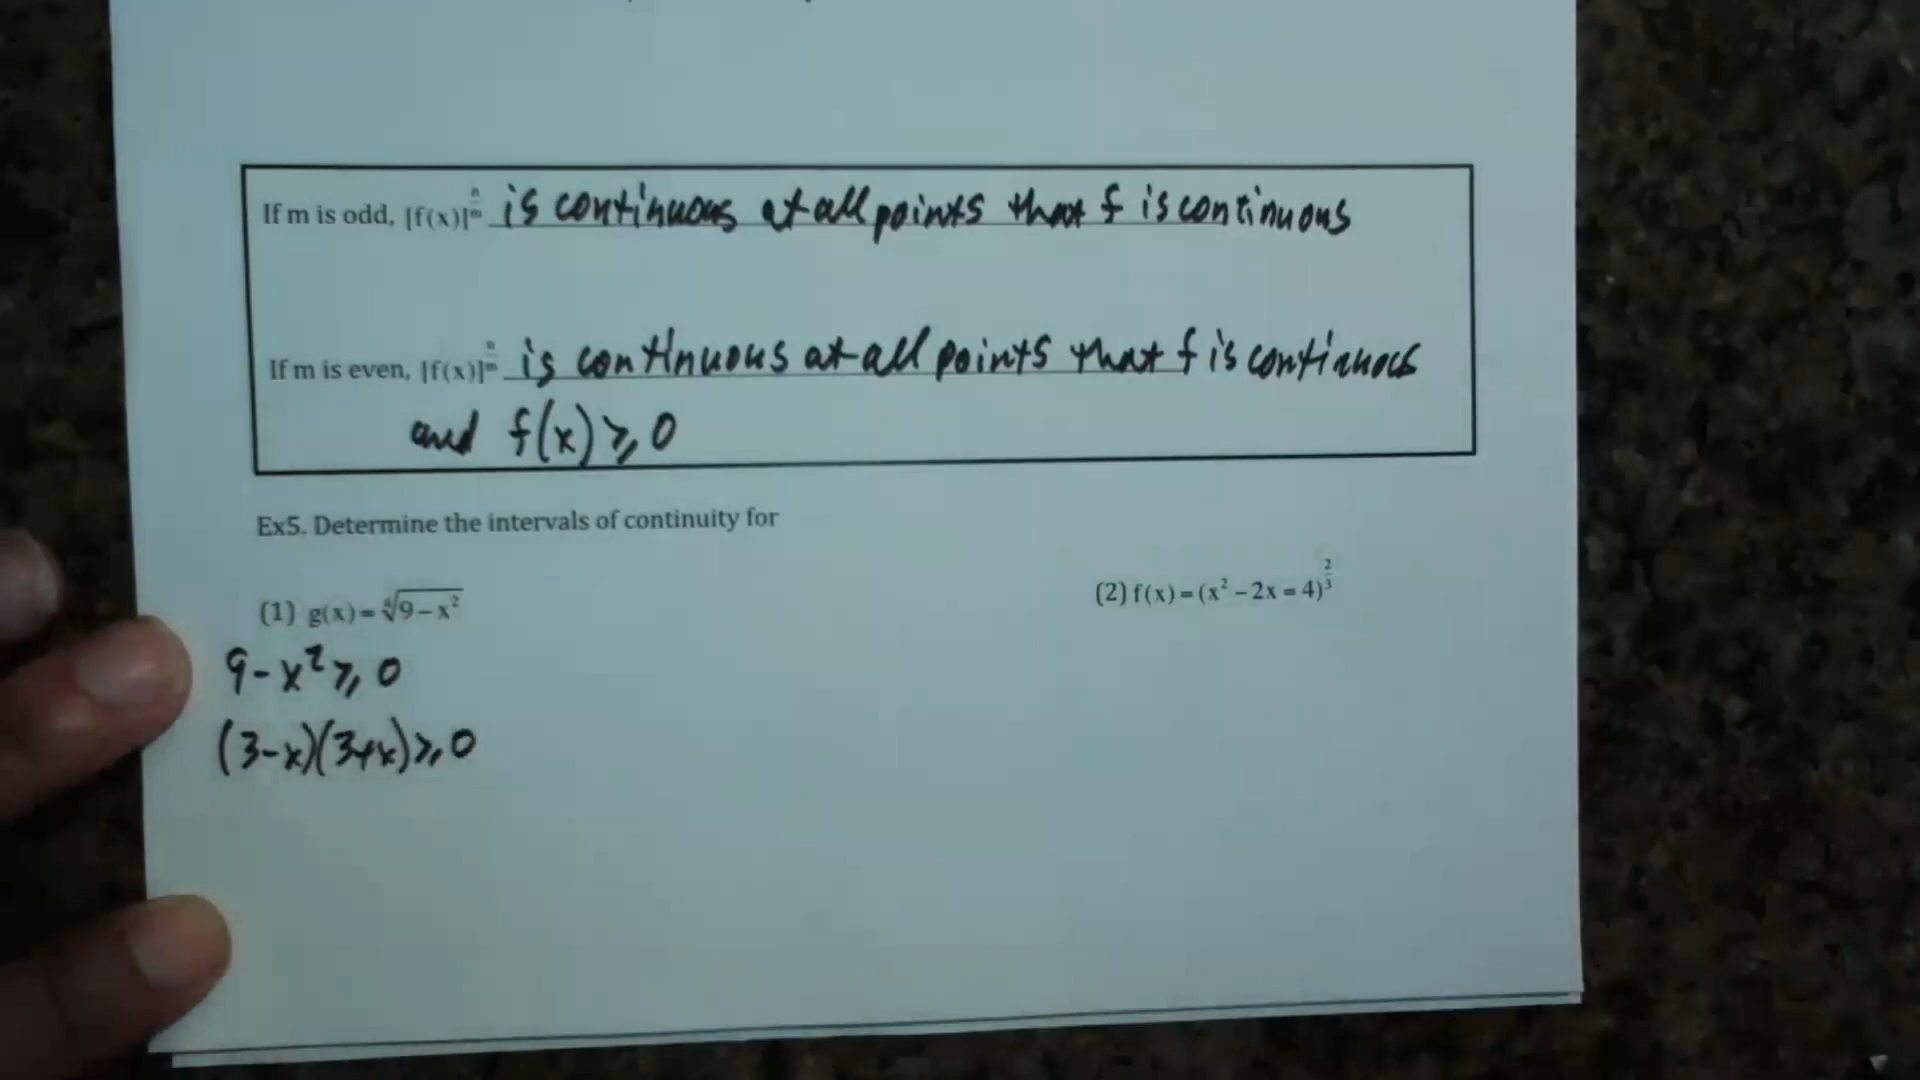 If m is odd, [f(x)]^(n/m) is continuous at all points that f is continuous
If m is even, [f(x)]^(n/m) is continuous at all points that f is continuous
and f(x) ≥ 0
Ex5. Determine the intervals of continuity for
(1) g(x) = ∜(9 – x²)
(2) f(x) = (x² – 2x = 4)^(2/3)
9 - x² ≥ 0
(3-x)(3+x) ≥ 0